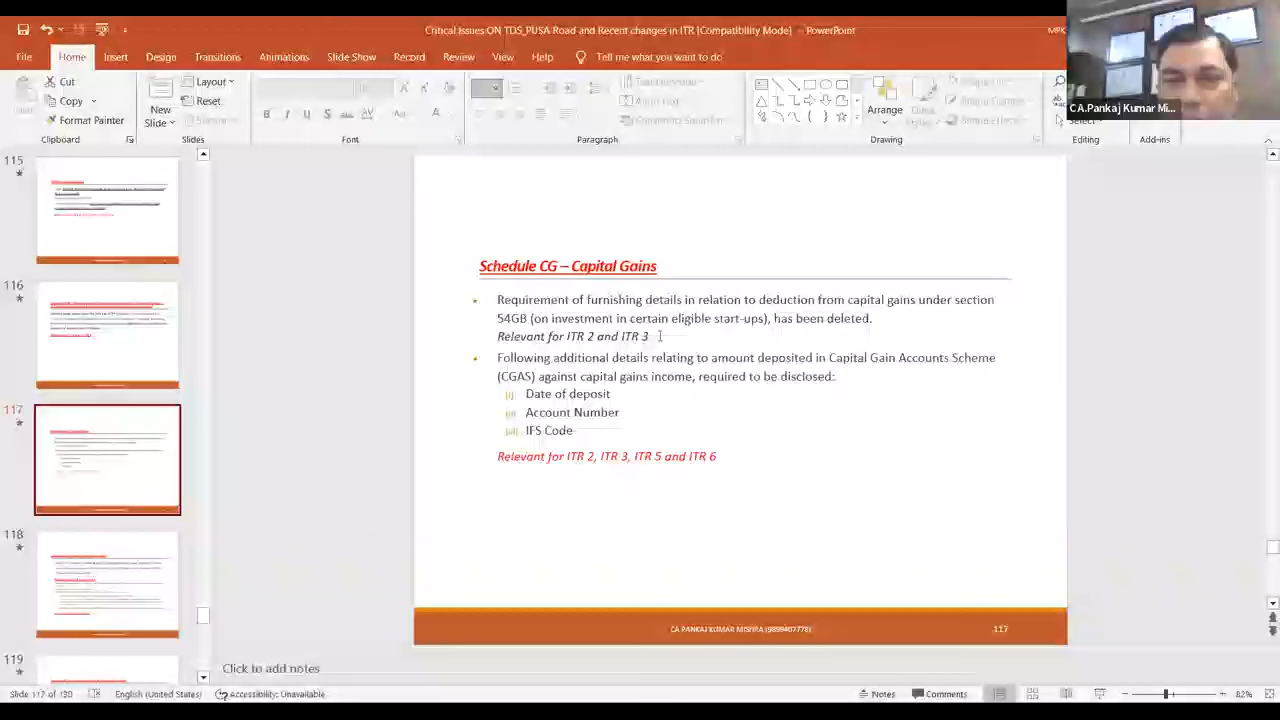 Critical Issues ON TDS_PUSA Road and Recent changes in ITR [Compatibility Mode] - PowerPoint
File Home Insert Design Transitions Animations Slide Show Record Review View Help Tell me what you want to do
CA.Pankaj Kumar Mi...
Cut
Copy
Format Painter
Clipboard
New
Slide
Layout
Reset
Slides
Font
Paragraph
Arrange
Drawing
Editing
Add-ins
115
116
117
118
119
Schedule CG – Capital Gains
Requirement of furnishing details in relation to deduction from capital gains under section
54GB (on investment in certain eligible start-ups), has been deleted.
Relevant for ITR 2 and ITR 3
Following additional details relating to amount deposited in Capital Gain Accounts Scheme
(CGAS) against capital gains income, required to be disclosed:
(i) Date of deposit
(ii) Account Number
(iii) IFS Code
Relevant for ITR 2, ITR 3, ITR 5 and ITR 6
CA PANKAJ KUMAR MISHRA (9899407778)
117
Click to add notes
Slide 117 of 130
English (United States)
Accessibility: Unavailable
Notes
Comments
82%